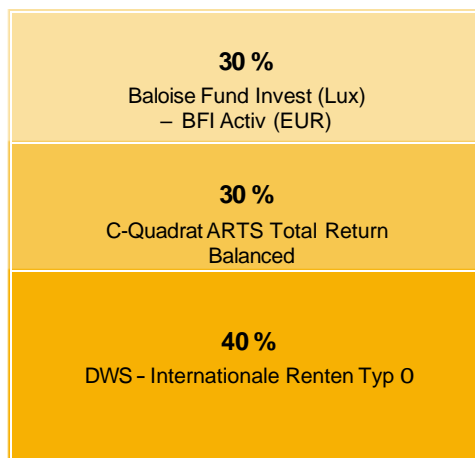 30 %
Baloise Fund Invest (Lux)
– BFI Activ (EUR)
30 %
C-Quadrat ARTS Total Return
Balanced
40 %
DWS – Internationale Renten Typ O